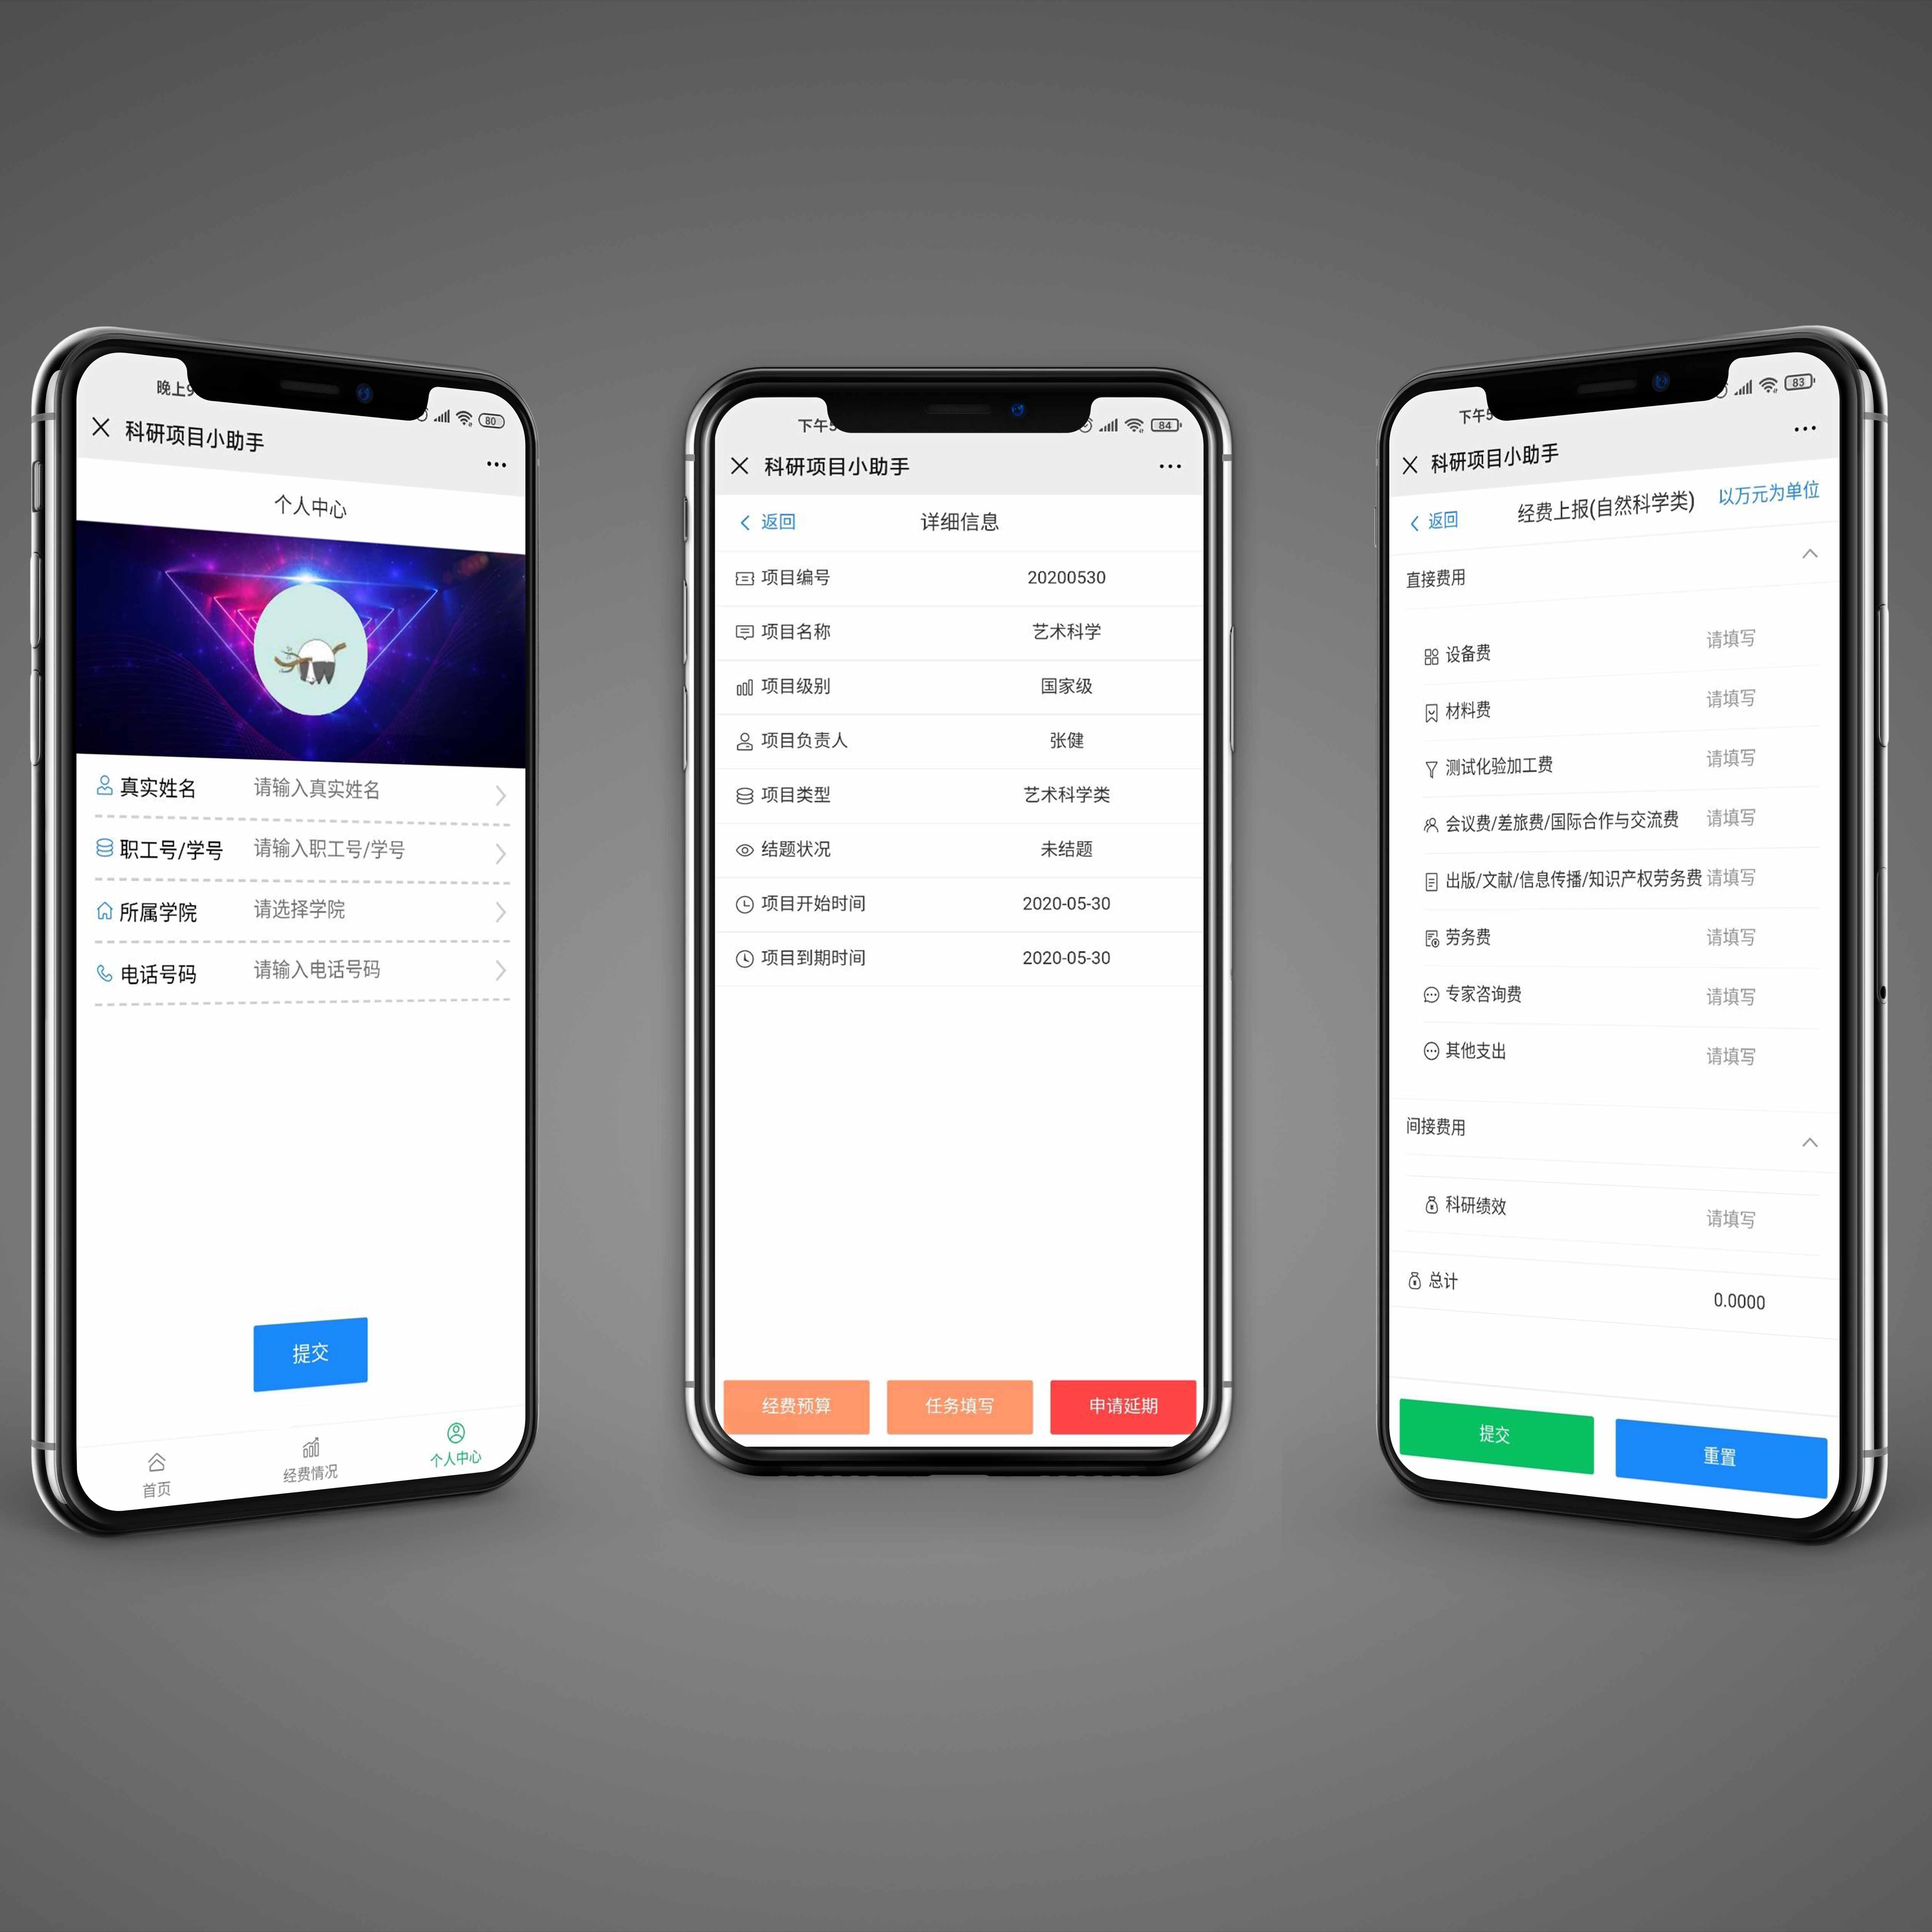 晚上9
80
科研项目小助手
个人中心
真实姓名 请输入真实姓名
职工号/学号 请输入职工号/学号
所属学院 请选择学院
电话号码 请输入电话号码
提交
首页 经费情况 个人中心
下午5
84
科研项目小助手
返回 详细信息
项目编号 20200530
项目名称 艺术科学
项目级别 国家级
项目负责人 张健
项目类型 艺术科学类
结题状况 未结题
项目开始时间 2020-05-30
项目到期时间 2020-05-30
经费预算 任务填写 申请延期
下午5
83
科研项目小助手
返回 经费上报(自然科学类) 以万元为单位
直接费用
设备费 请填写
材料费 请填写
测试化验加工费 请填写
会议费/差旅费/国际合作与交流费 请填写
出版/文献/信息传播/知识产权劳务费 请填写
劳务费 请填写
专家咨询费 请填写
其他支出 请填写
间接费用
科研绩效 请填写
总计 0.0000
提交 重置